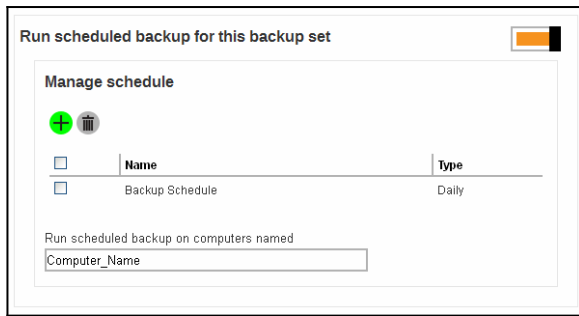 Run scheduled backup for this backup set
Manage schedule
Name Type
Backup Schedule Daily
Run scheduled backup on computers named
Computer_Name